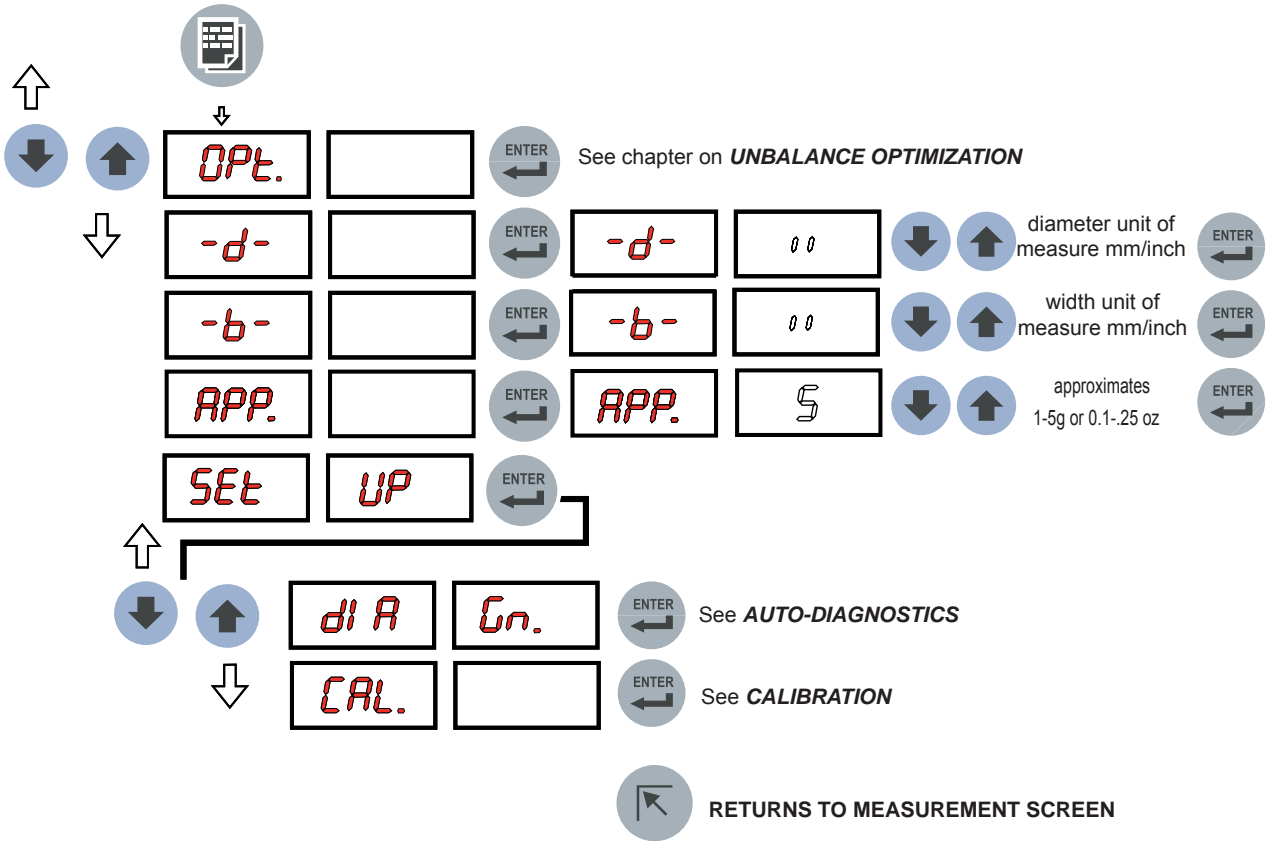 OPt. ENTER See chapter on UNBALANCE OPTIMIZATION
-d- ENTER -d- 00 diameter unit of
measure mm/inch ENTER
-b- ENTER -b- 00 width unit of
measure mm/inch ENTER
APP. ENTER APP. 5 approximates
1-5g or 0.1-.25 oz ENTER
SEt UP ENTER
dI A Gn. ENTER See AUTO-DIAGNOSTICS
CAL. ENTER See CALIBRATION
RETURNS TO MEASUREMENT SCREEN